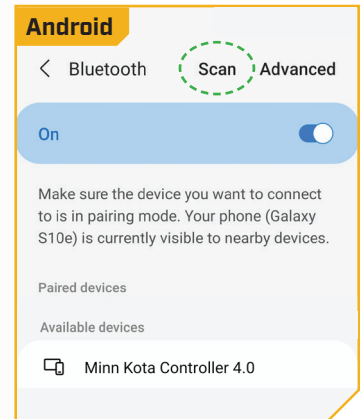 Android
< Bluetooth Scan Advanced
On
Make sure the device you want to connect
to is in pairing mode. Your phone (Galaxy
S10e) is currently visible to nearby devices.
Paired devices
Available devices
Minn Kota Controller 4.0